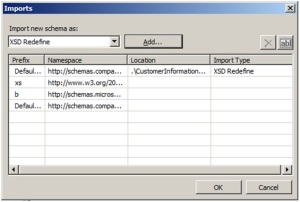 Imports
Import new schema as:
XSD Redefine
Add...
abl
Prefix Namespace Location Import Type
Defaul... http://schemas.compa... .\CustomerInformation... XSD Redefine
xs http://www.w3.org/20...
b http://schemas.micros...
Defaul... http://schemas.compa...
OK Cancel